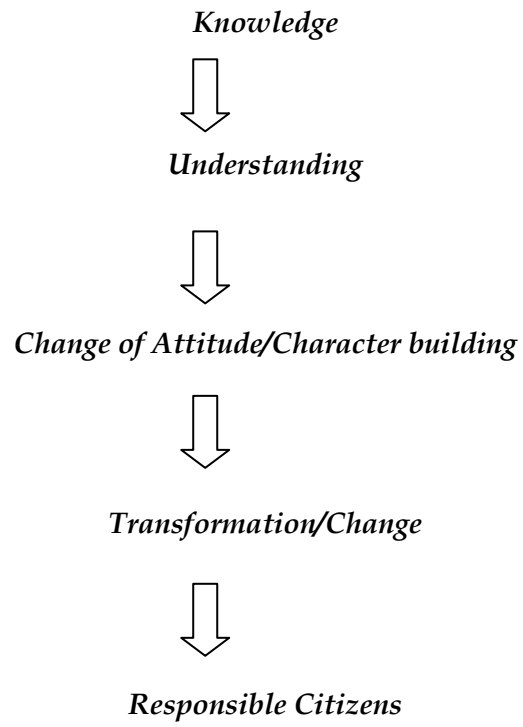 Knowledge
Understanding
Change of Attitude/Character building
Transformation/Change
Responsible Citizens